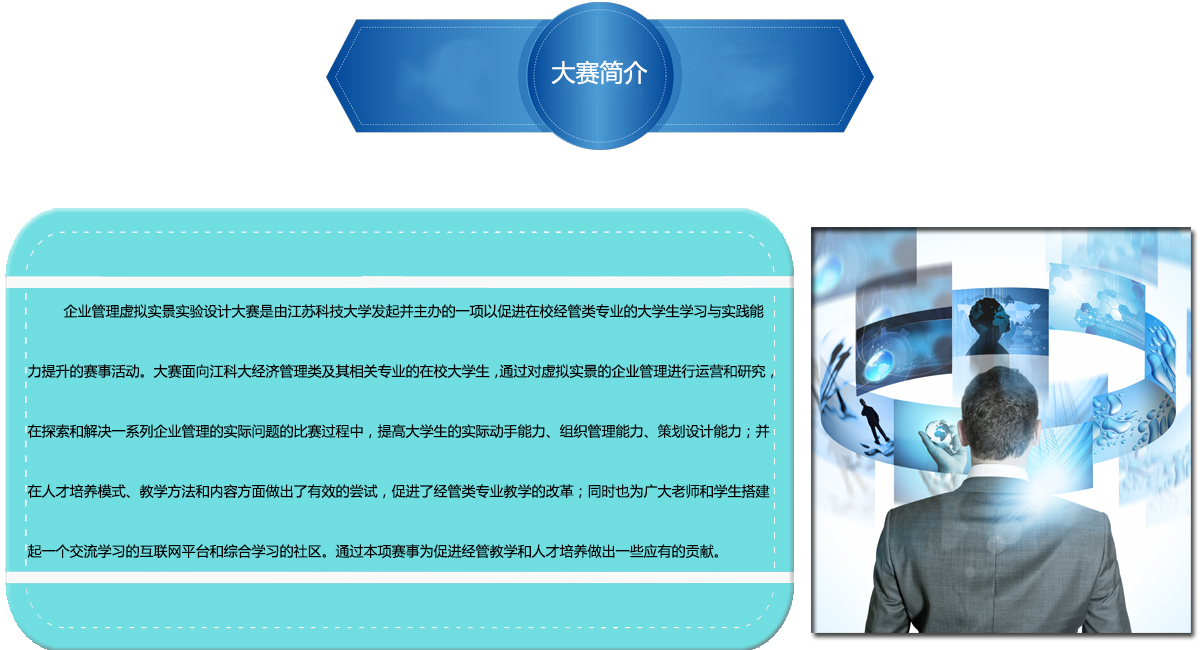 大赛简介
企业管理虚拟实景实验设计大赛是由江苏科技大学发起并主办的一项以促进在校经管类专业的大学生学习与实践能
力提升的赛事活动。大赛面向江科大经济管理类及其相关专业的在校大学生，通过对虚拟实景的企业管理进行运营和研究，
在探索和解决一系列企业管理的实际问题的比赛过程中，提高大学生的实际动手能力、组织管理能力、策划设计能力；并
在人才培养模式、教学方法和内容方面做出了有效的尝试，促进了经管类专业教学的改革；同时也为广大老师和学生搭建
起一个交流学习的互联网平台和综合学习的社区。通过本项赛事为促进经管教学和人才培养做出一些应有的贡献。